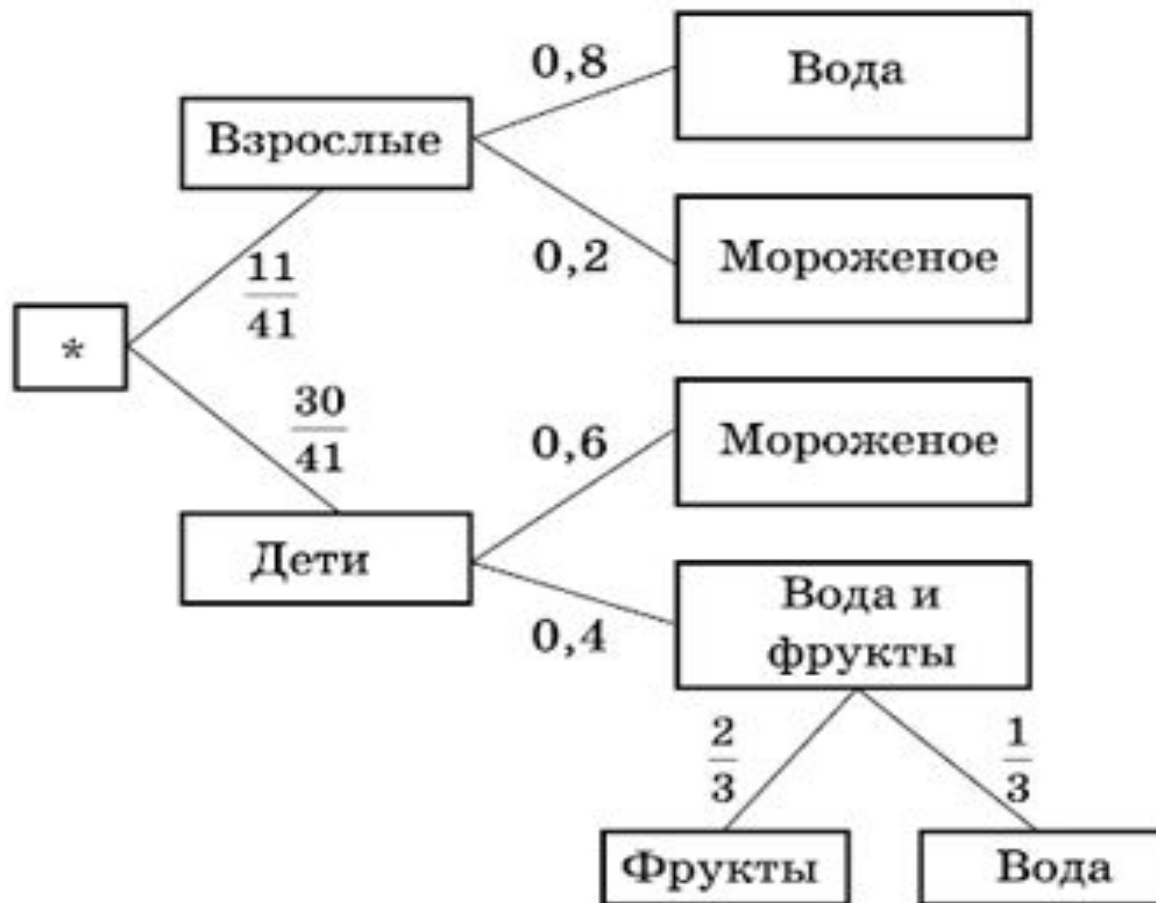 0,8
Вода
Взрослые
0,2
Мороженое
11
41
*
30
41
0,6
Мороженое
Дети
0,4
Вода и
фрукты
2
3
1
3
Фрукты
Вода